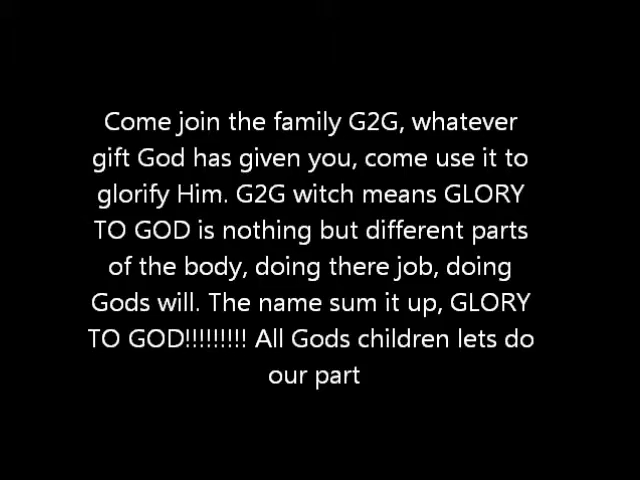 Come join the family G2G, whatever
gift God has given you, come use it to
glorify Him. G2G witch means GLORY
TO GOD is nothing but different parts
of the body, doing there job, doing
Gods will. The name sum it up, GLORY
TO GOD!!!!!!!!! All Gods children lets do
our part